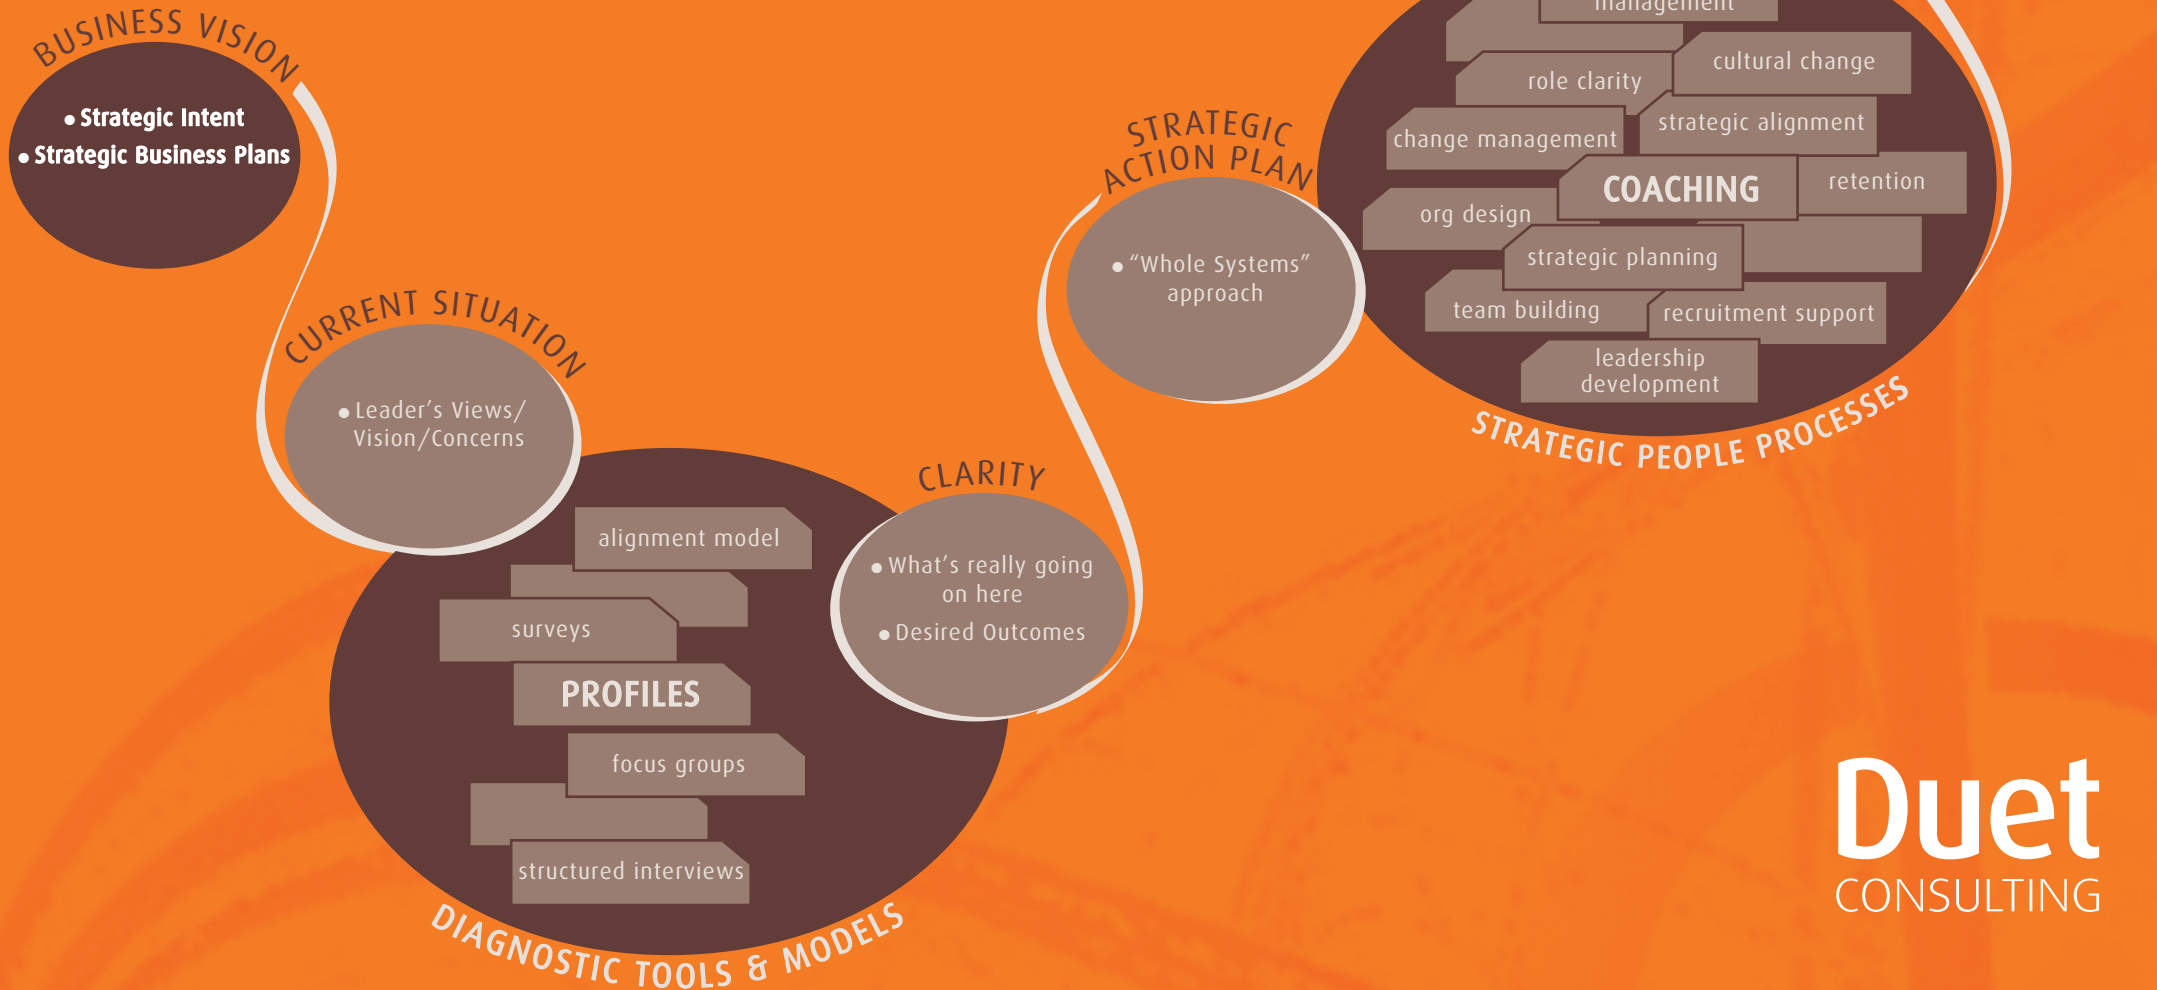 BUSINESS VISION
• Strategic Intent
• Strategic Business Plans
CURRENT SITUATION
• Leader’s Views/
Vision/Concerns
alignment model
surveys
PROFILES
focus groups
structured interviews
DIAGNOSTIC TOOLS & MODELS
CLARITY
• What’s really going
on here
• Desired Outcomes
STRATEGIC
ACTION PLAN
• “Whole Systems”
approach
management
cultural change
role clarity
strategic alignment
change management
COACHING
retention
org design
strategic planning
team building
recruitment support
leadership
development
STRATEGIC PEOPLE PROCESSES
Duet
CONSULTING